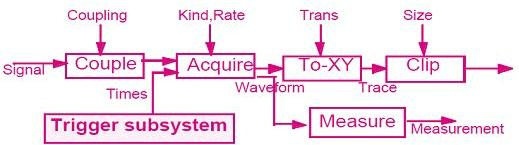 Coupling Kind,Rate Trans Size
Signal Couple Acquire To-XY Clip
Times Waveform Trace
Trigger subsystem Measure Measurement